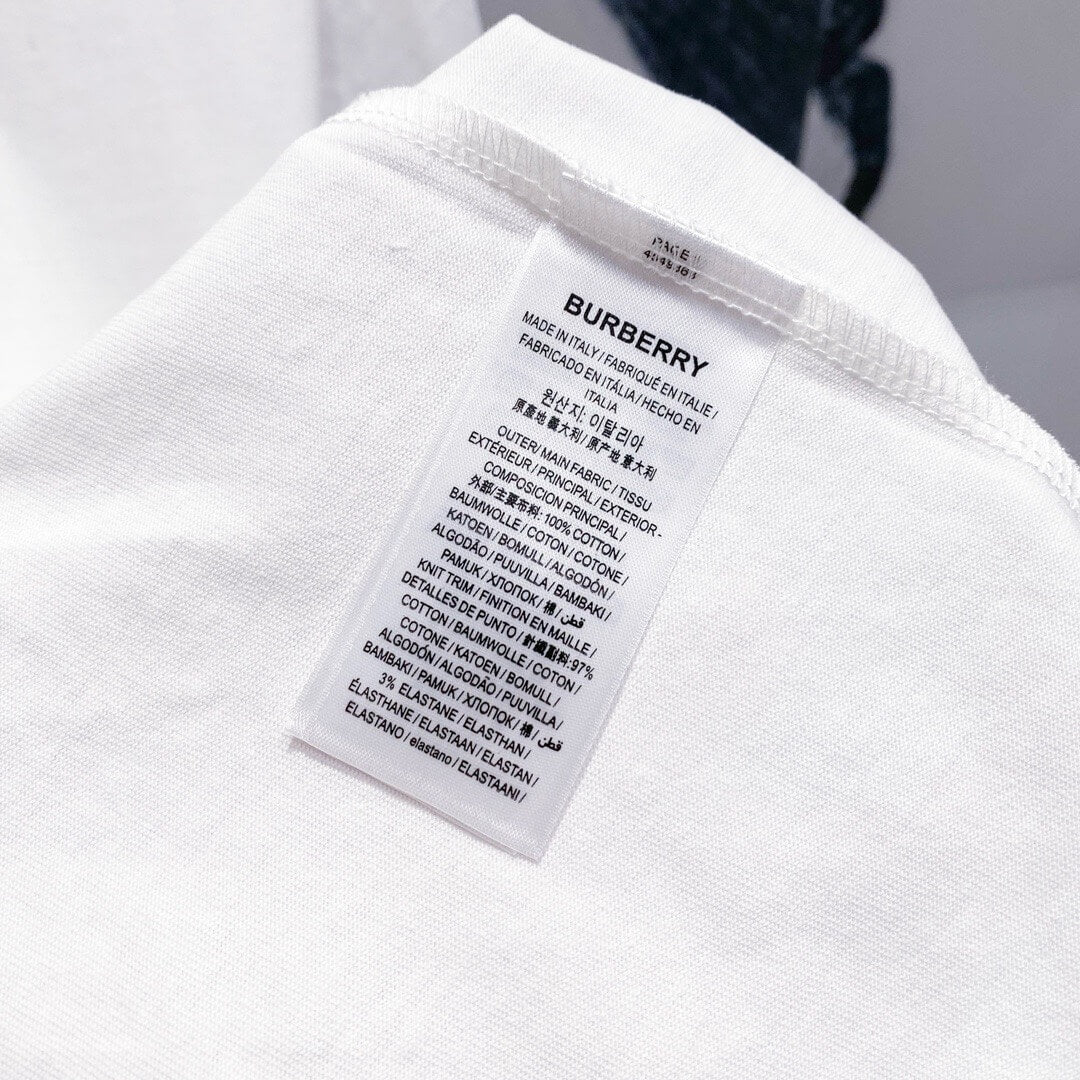 BURBERRY
MADE IN ITALY / FABRIQUÉ EN ITALIE /
FABRICADO EN ITÁLIA / HECHO EN
ITALIA
원산지: 이탈리아
原產地 義大利 / 原产地 意大利
OUTER/ MAIN FABRIC / TISSU
EXTÉRIEUR / PRINCIPAL / EXTERIOR -
COMPOSICION PRINCIPAL /
外部/主要布料: 100% COTTON /
BAUMWOLLE / COTON / COTONE /
KATOEN / BOMULL / ALGODÓN /
ALGODÃO / PUUVILLA / BAMBAKI /
PAMUK / ХЛОПОК / 棉 / قطن /
KNIT TRIM / FINITION EN MAILLE /
DETALLES DE PUNTO / 針織副料: 97%
COTTON / BAUMWOLLE / COTON /
COTONE / KATOEN / BOMULL /
ALGODÓN / ALGODÃO / PUUVILLA /
BAMBAKI / PAMUK / ХЛОПОК / 棉 / قطن /
3% ELASTANE / ELASTHAN /
ÉLASTHANE / ELASTAAN / ELASTAN /
ELASTANO / elastano / ELASTAANI /